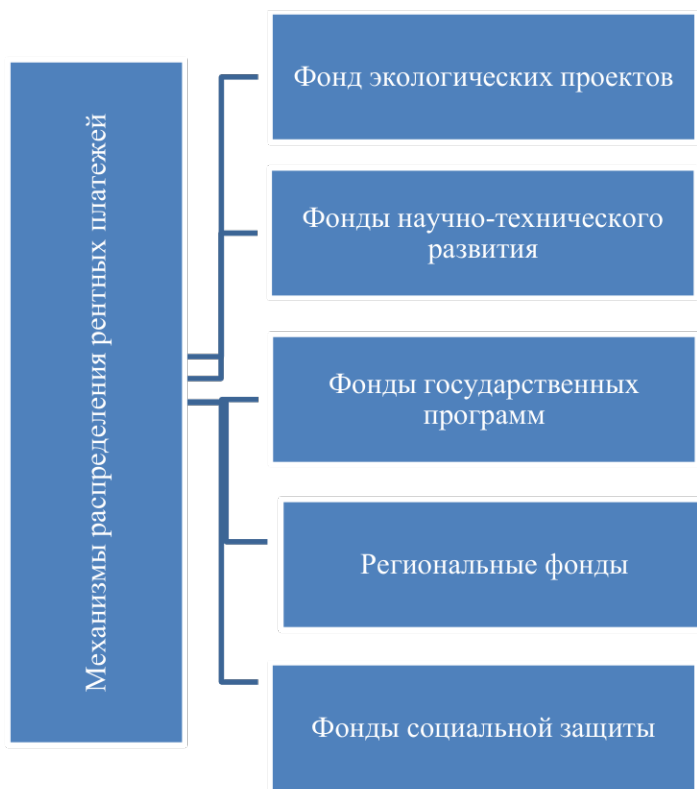 Механизмы распределения рентных платежей
Фонд экологических проектов
Фонды научно-технического
развития
Фонды государственных
программ
Региональные фонды
Фонды социальной защиты